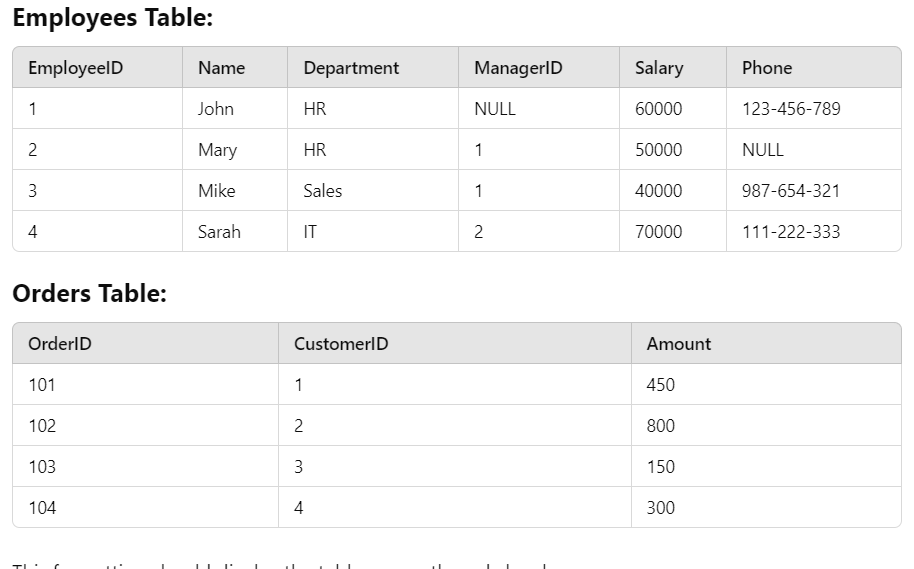 Employees Table:
EmployeeID Name Department ManagerID Salary Phone
1 John HR NULL 60000 123-456-789
2 Mary HR 1 50000 NULL
3 Mike Sales 1 40000 987-654-321
4 Sarah IT 2 70000 111-222-333
Orders Table:
OrderID CustomerID Amount
101 1 450
102 2 800
103 3 150
104 4 300